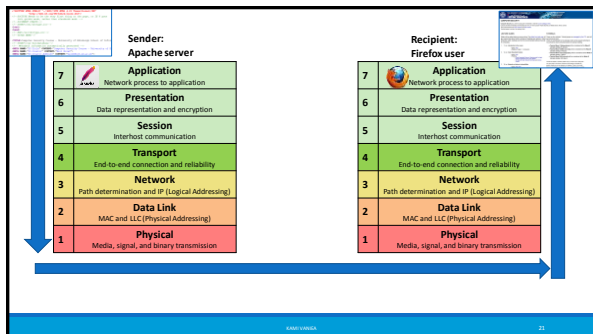 Sender:
Apache server
7 Application
Network process to application
6 Presentation
Data representation and encryption
5 Session
Interhost communication
4 Transport
End-to-end connection and reliability
3 Network
Path determination and IP (Logical Addressing)
2 Data Link
MAC and LLC (Physical Addressing)
1 Physical
Media, signal, and binary transmission
Recipient:
Firefox user
7 Application
Network process to application
6 Presentation
Data representation and encryption
5 Session
Interhost communication
4 Transport
End-to-end connection and reliability
3 Network
Path determination and IP (Logical Addressing)
2 Data Link
MAC and LLC (Physical Addressing)
1 Physical
Media, signal, and binary transmission
KAMI VANIEA 21